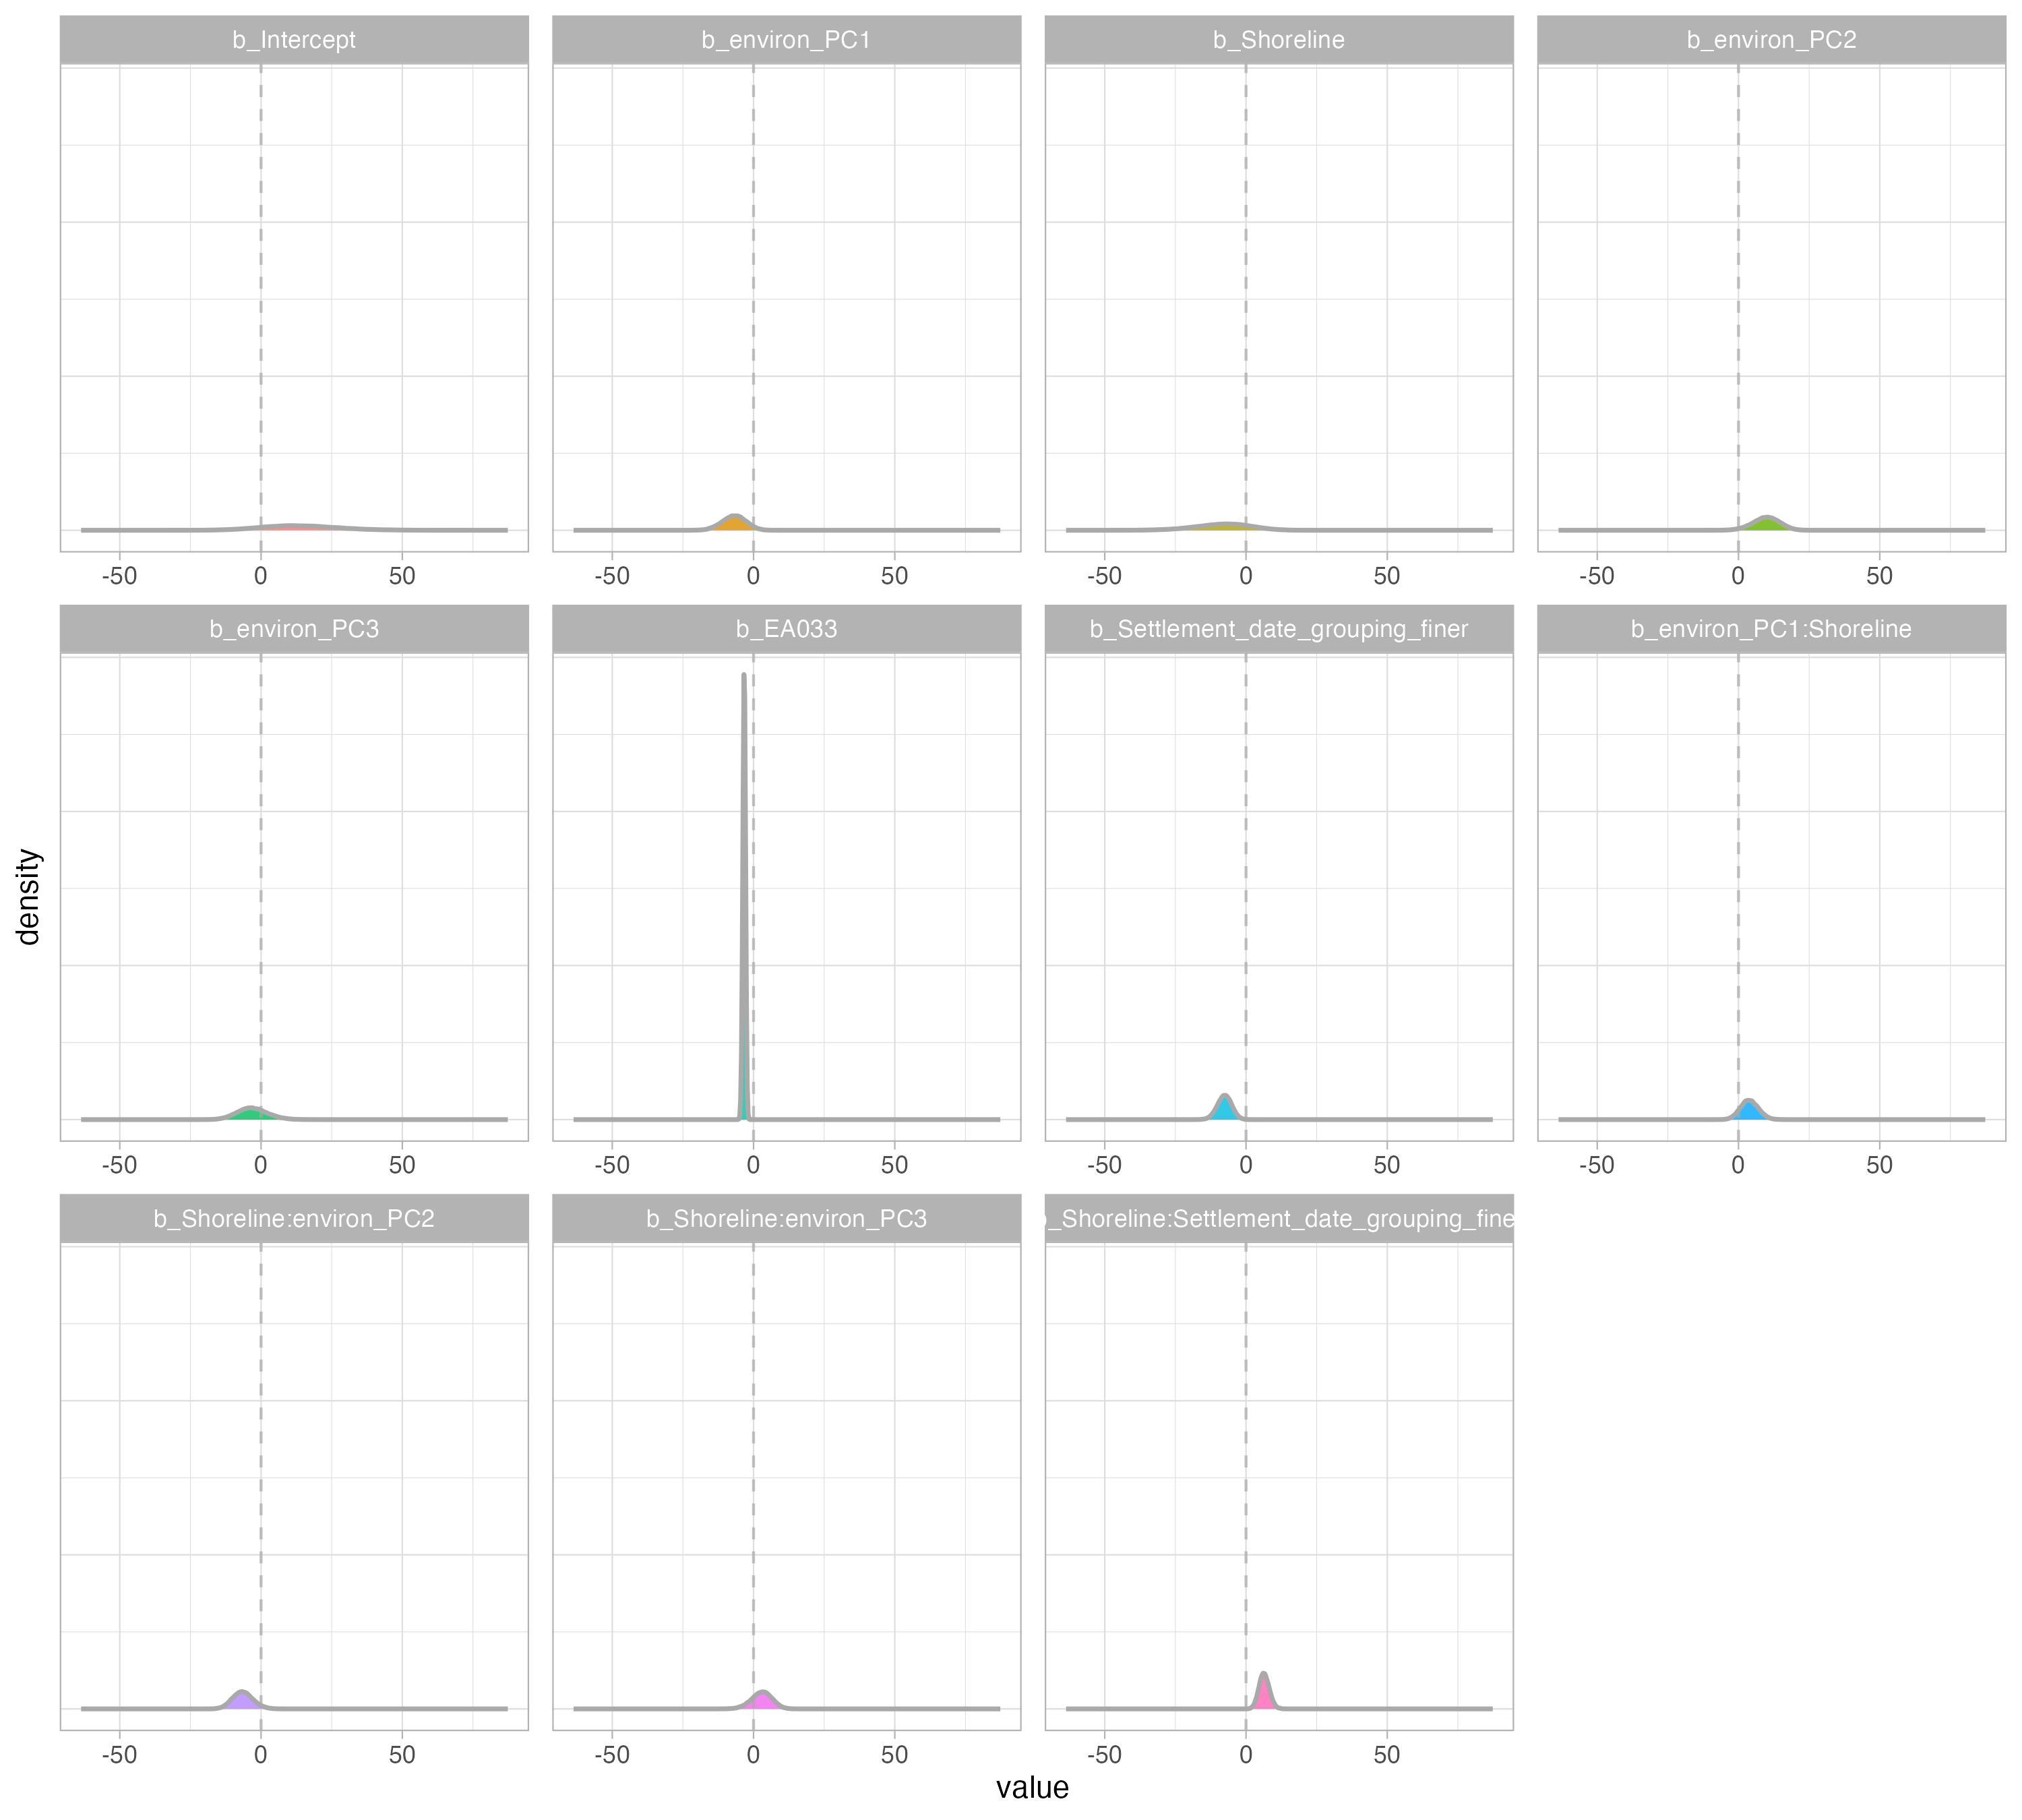 b_Intercept b_environ_PC1 b_Shoreline b_environ_PC2
-50 0 50 -50 0 50 -50 0 50 -50 0 50
b_environ_PC3 b_EA033 b_Settlement_date_grouping_finer b_environ_PC1:Shoreline
density
-50 0 50 -50 0 50 -50 0 50 -50 0 50
b_Shoreline:environ_PC2 b_Shoreline:environ_PC3 _Shoreline:Settlement_date_grouping_fine
-50 0 50 -50 0 50 -50 0 50
value